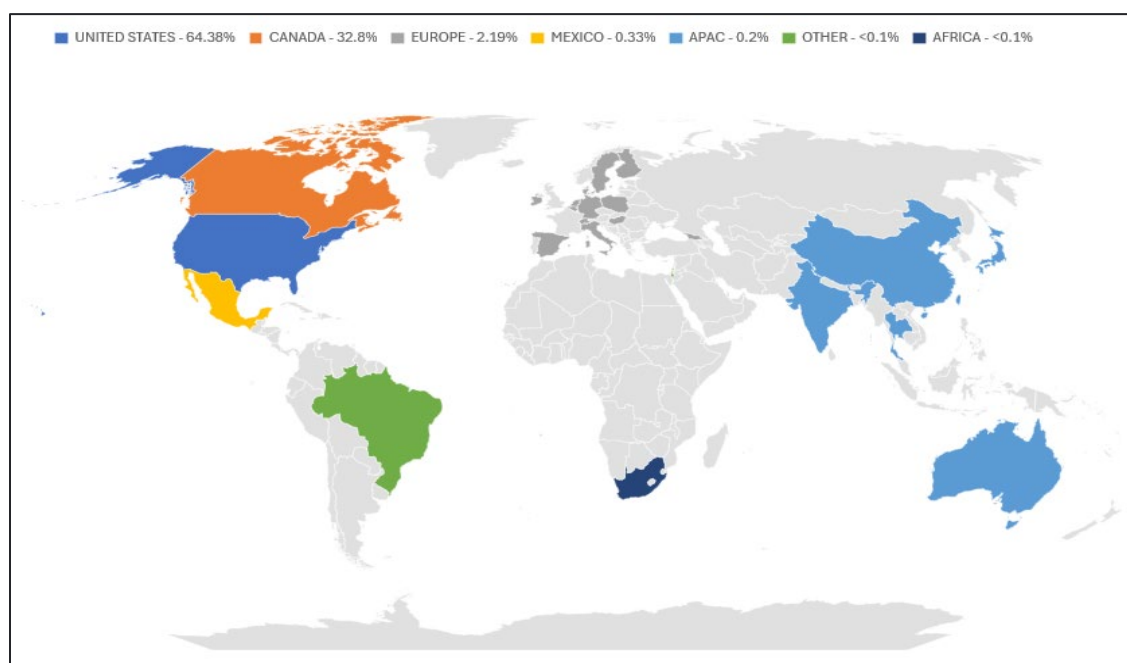 UNITED STATES - 64.38% CANADA - 32.8% EUROPE - 2.19% MEXICO - 0.33% APAC - 0.2% OTHER - <0.1% AFRICA - <0.1%